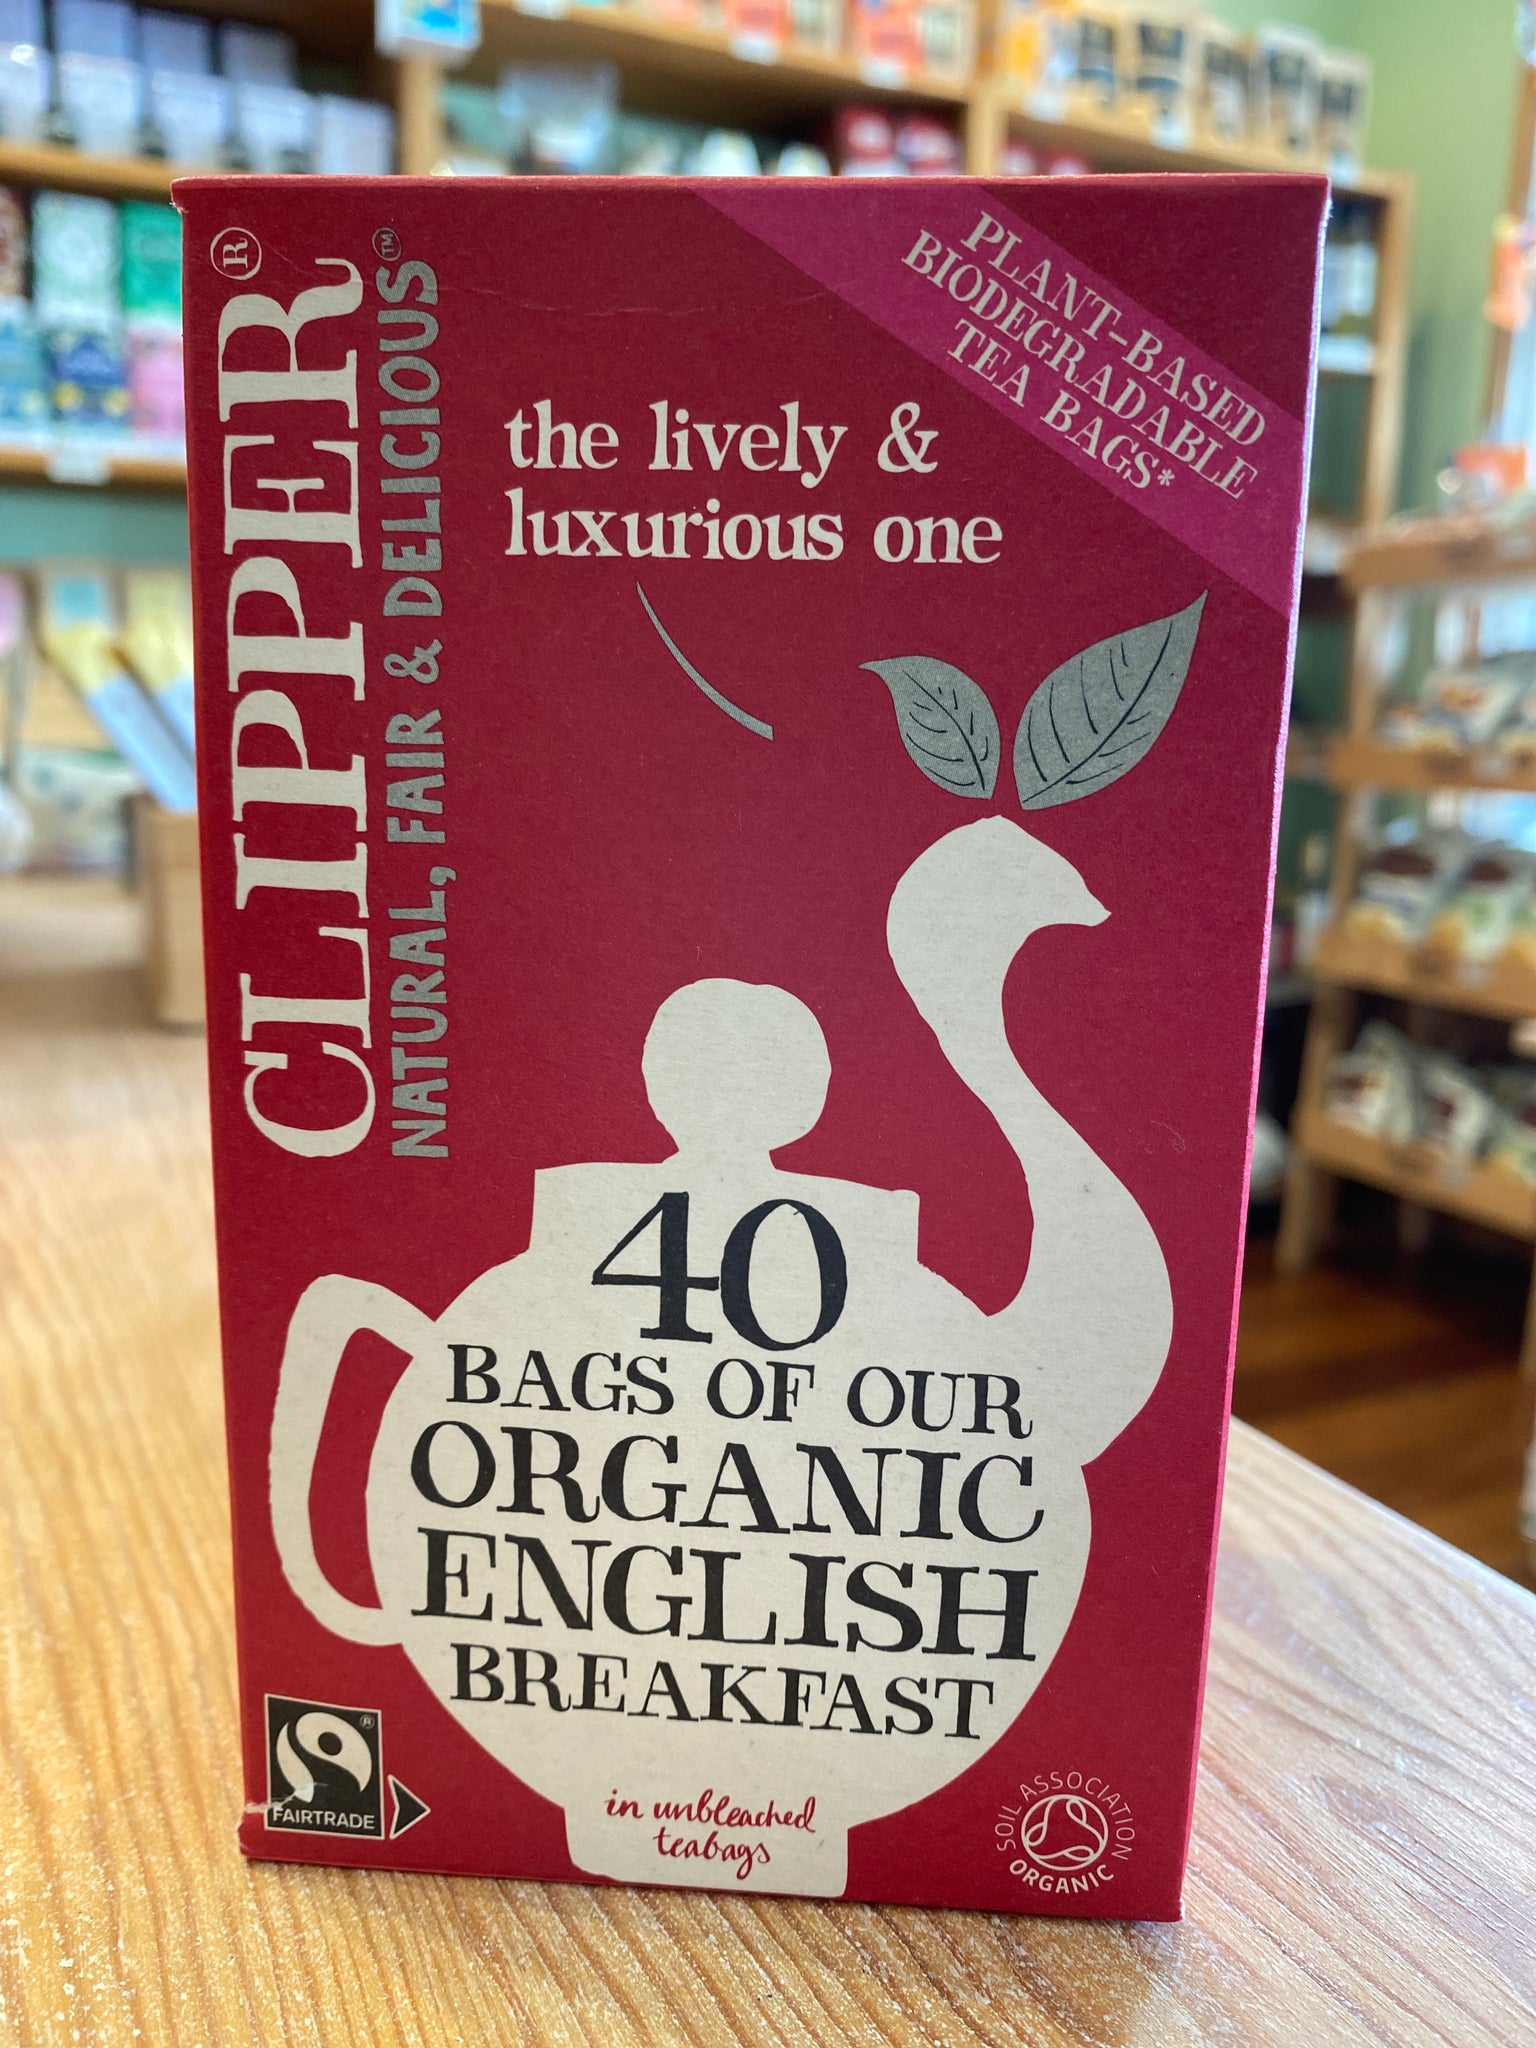 CLIPPER®
NATURAL, FAIR & DELICIOUS™
PLANT-BASED
BIODEGRADABLE
TEA BAGS*
the lively &
luxurious one
40
BAGS OF OUR
ORGANIC
ENGLISH
BREAKFAST
in unbleached
teabags
®
FAIRTRADE
SOIL ASSOCIATION
ORGANIC